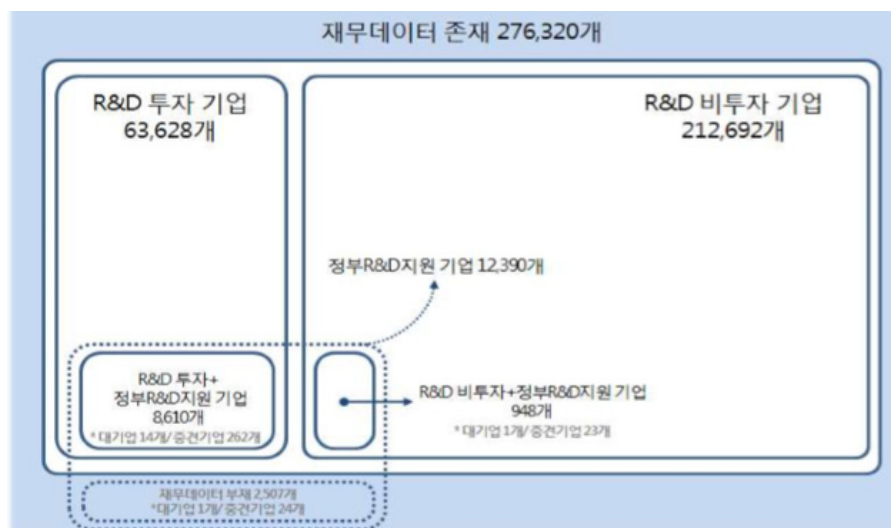 재무데이터 존재 276,320개
R&D 투자 기업
63,628개
R&D 비투자 기업
212,692개
정부R&D지원 기업 12,390개
R&D 투자+
정부R&D지원 기업
8,610개
* 대기업 14개/ 중견기업 262개
R&D 비투자+정부R&D지원 기업
948개
* 대기업 1개/ 중견기업 23개
재무데이터 부재 2,507개
*대기업 1개/ 중견기업 24개